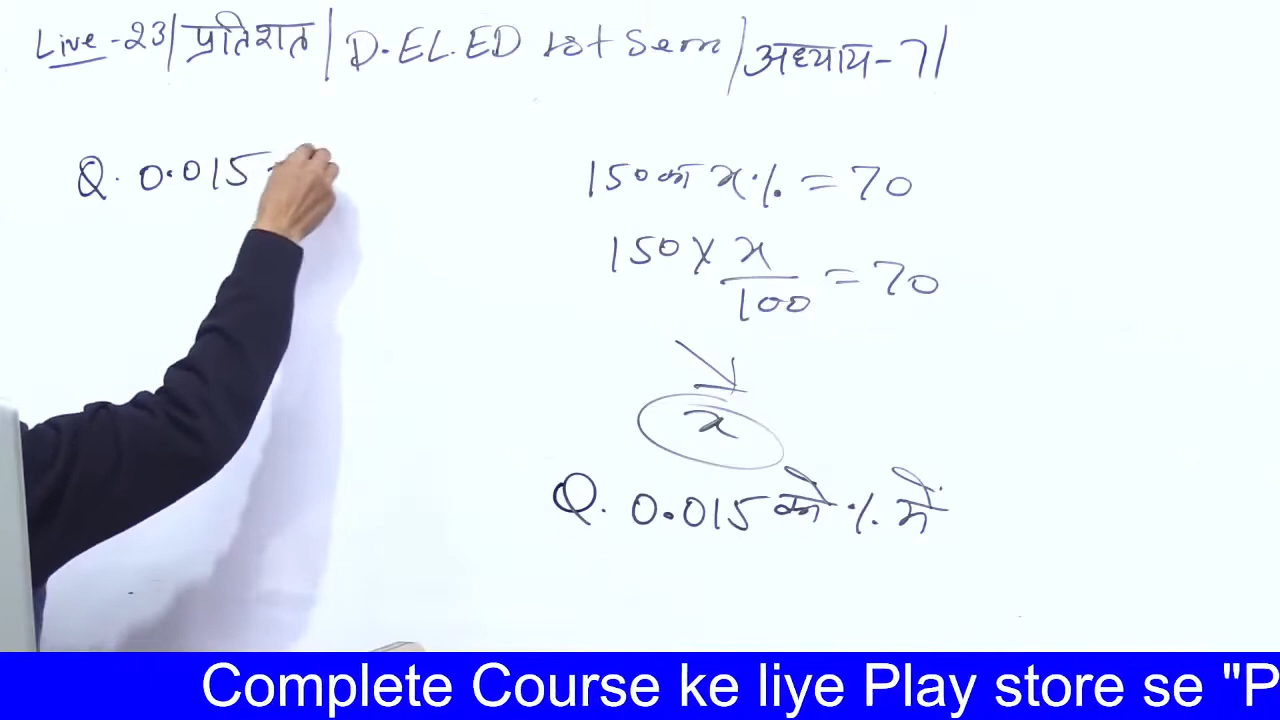 Live-23/प्रतिशत/D.EL.ED 1st Sem/अध्याय-7/
Q. 0.015
150 का x% = 70
150 × x/100 = 70
x
Q. 0.015 को % में
Complete Course ke liye Play store se "P